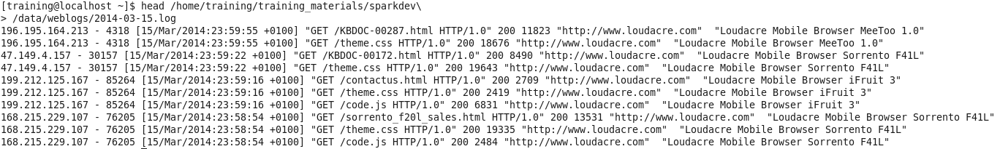 [training@localhost ~]$ head /home/training/training_materials/sparkdev\
> /data/weblogs/2014-03-15.log
196.195.164.213 - 4318 [15/Mar/2014:23:59:55 +0100] "GET /KBDOC-00287.html HTTP/1.0" 200 11823 "http://www.loudacre.com"  "Loudacre Mobile Browser MeeToo 1.0"
196.195.164.213 - 4318 [15/Mar/2014:23:59:55 +0100] "GET /theme.css HTTP/1.0" 200 18676 "http://www.loudacre.com"  "Loudacre Mobile Browser MeeToo 1.0"
47.149.4.157 - 30157 [15/Mar/2014:23:59:22 +0100] "GET /KBDOC-00172.html HTTP/1.0" 200 8490 "http://www.loudacre.com"  "Loudacre Mobile Browser Sorrento F41L"
47.149.4.157 - 30157 [15/Mar/2014:23:59:22 +0100] "GET /theme.css HTTP/1.0" 200 19643 "http://www.loudacre.com"  "Loudacre Mobile Browser Sorrento F41L"
199.212.125.167 - 85264 [15/Mar/2014:23:59:16 +0100] "GET /contactus.html HTTP/1.0" 200 2709 "http://www.loudacre.com"  "Loudacre Mobile Browser iFruit 3"
199.212.125.167 - 85264 [15/Mar/2014:23:59:16 +0100] "GET /theme.css HTTP/1.0" 200 2419 "http://www.loudacre.com"  "Loudacre Mobile Browser iFruit 3"
199.212.125.167 - 85264 [15/Mar/2014:23:59:16 +0100] "GET /code.js HTTP/1.0" 200 6831 "http://www.loudacre.com"  "Loudacre Mobile Browser iFruit 3"
168.215.229.107 - 76205 [15/Mar/2014:23:58:54 +0100] "GET /sorrento_f20l_sales.html HTTP/1.0" 200 13531 "http://www.loudacre.com"  "Loudacre Mobile Browser Sorrento F41L"
168.215.229.107 - 76205 [15/Mar/2014:23:58:54 +0100] "GET /theme.css HTTP/1.0" 200 19335 "http://www.loudacre.com"  "Loudacre Mobile Browser Sorrento F41L"
168.215.229.107 - 76205 [15/Mar/2014:23:58:54 +0100] "GET /code.js HTTP/1.0" 200 2484 "http://www.loudacre.com"  "Loudacre Mobile Browser Sorrento F41L"